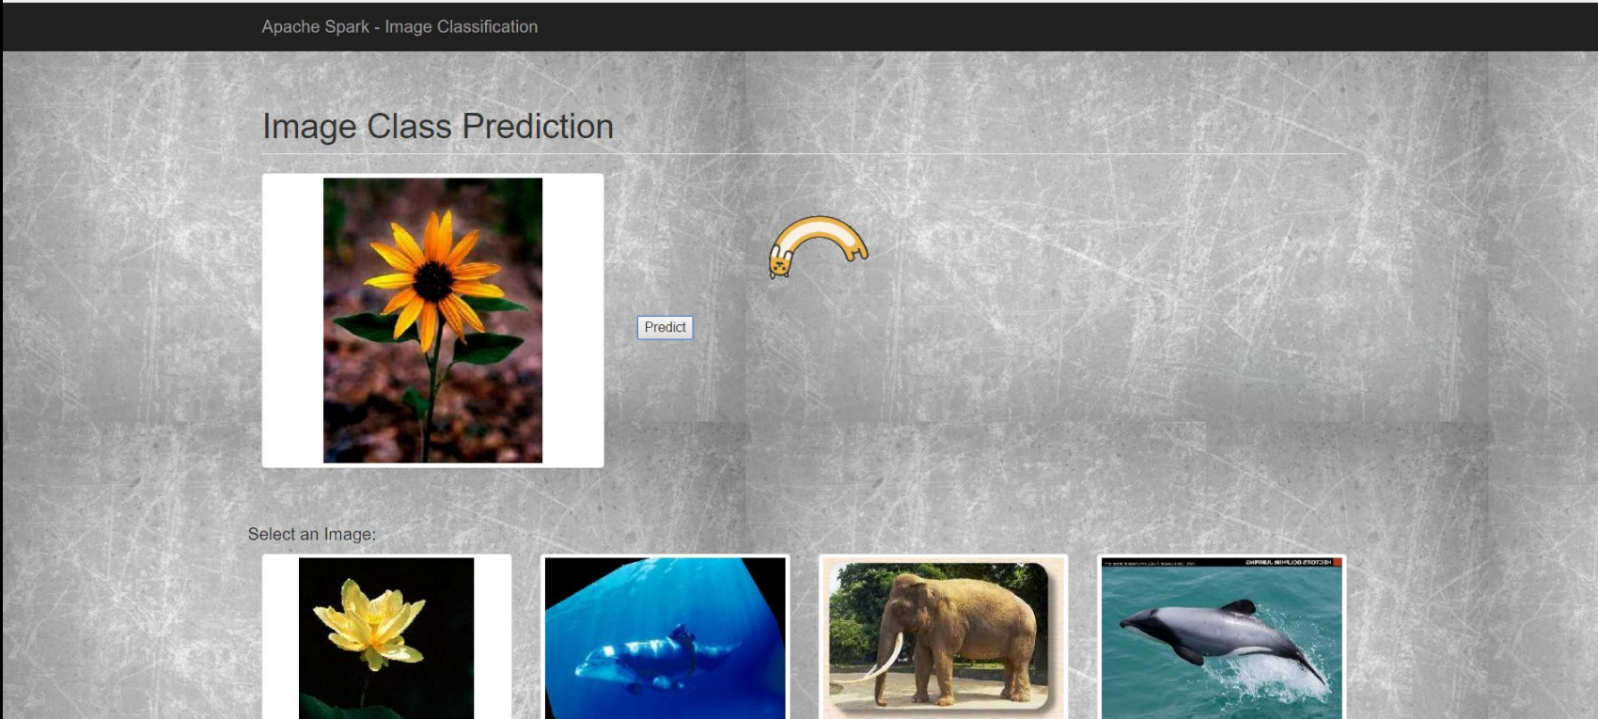 Apache Spark - Image Classification
Image Class Prediction
Predict
Select an Image: